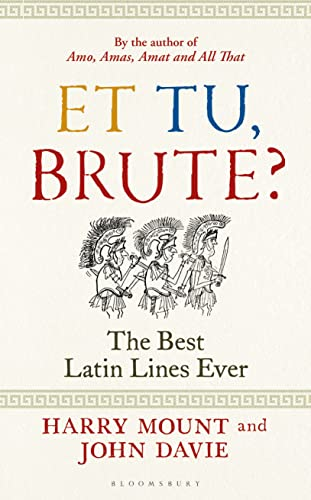 By the author of
Amo, Amas, Amat and All That
ET TU,
BRUTE?
The Best
Latin Lines Ever
HARRY MOUNT and
JOHN DAVIE
BLOOMSBURY